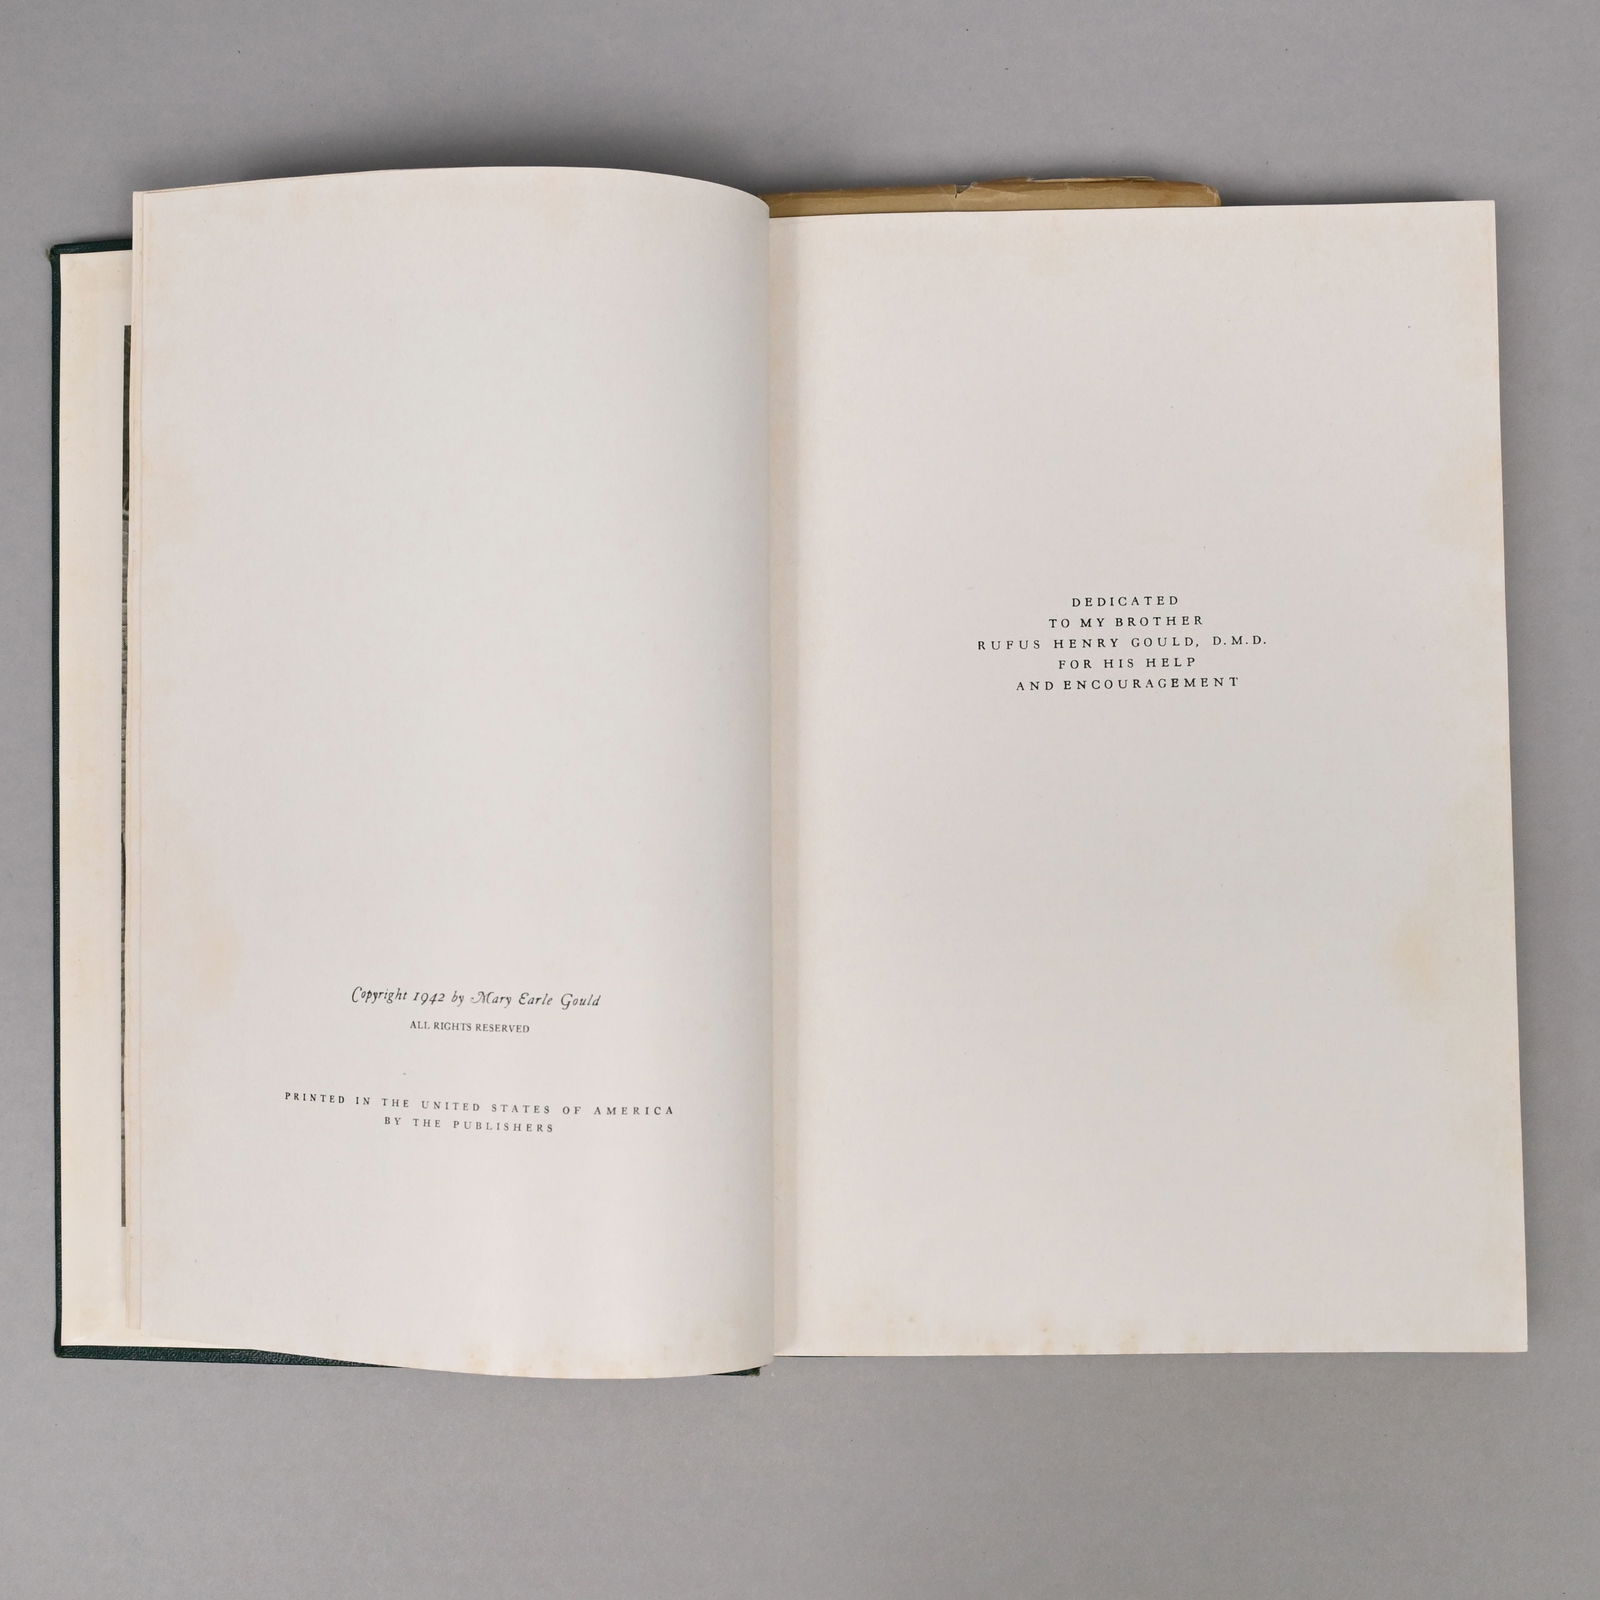 Copyright 1942 by Mary Earle Gould
ALL RIGHTS RESERVED
PRINTED IN THE UNITED STATES OF AMERICA
BY THE PUBLISHERS
DEDICATED
TO MY BROTHER
RUFUS HENRY GOULD, D.M.D.
FOR HIS HELP
AND ENCOURAGEMENT